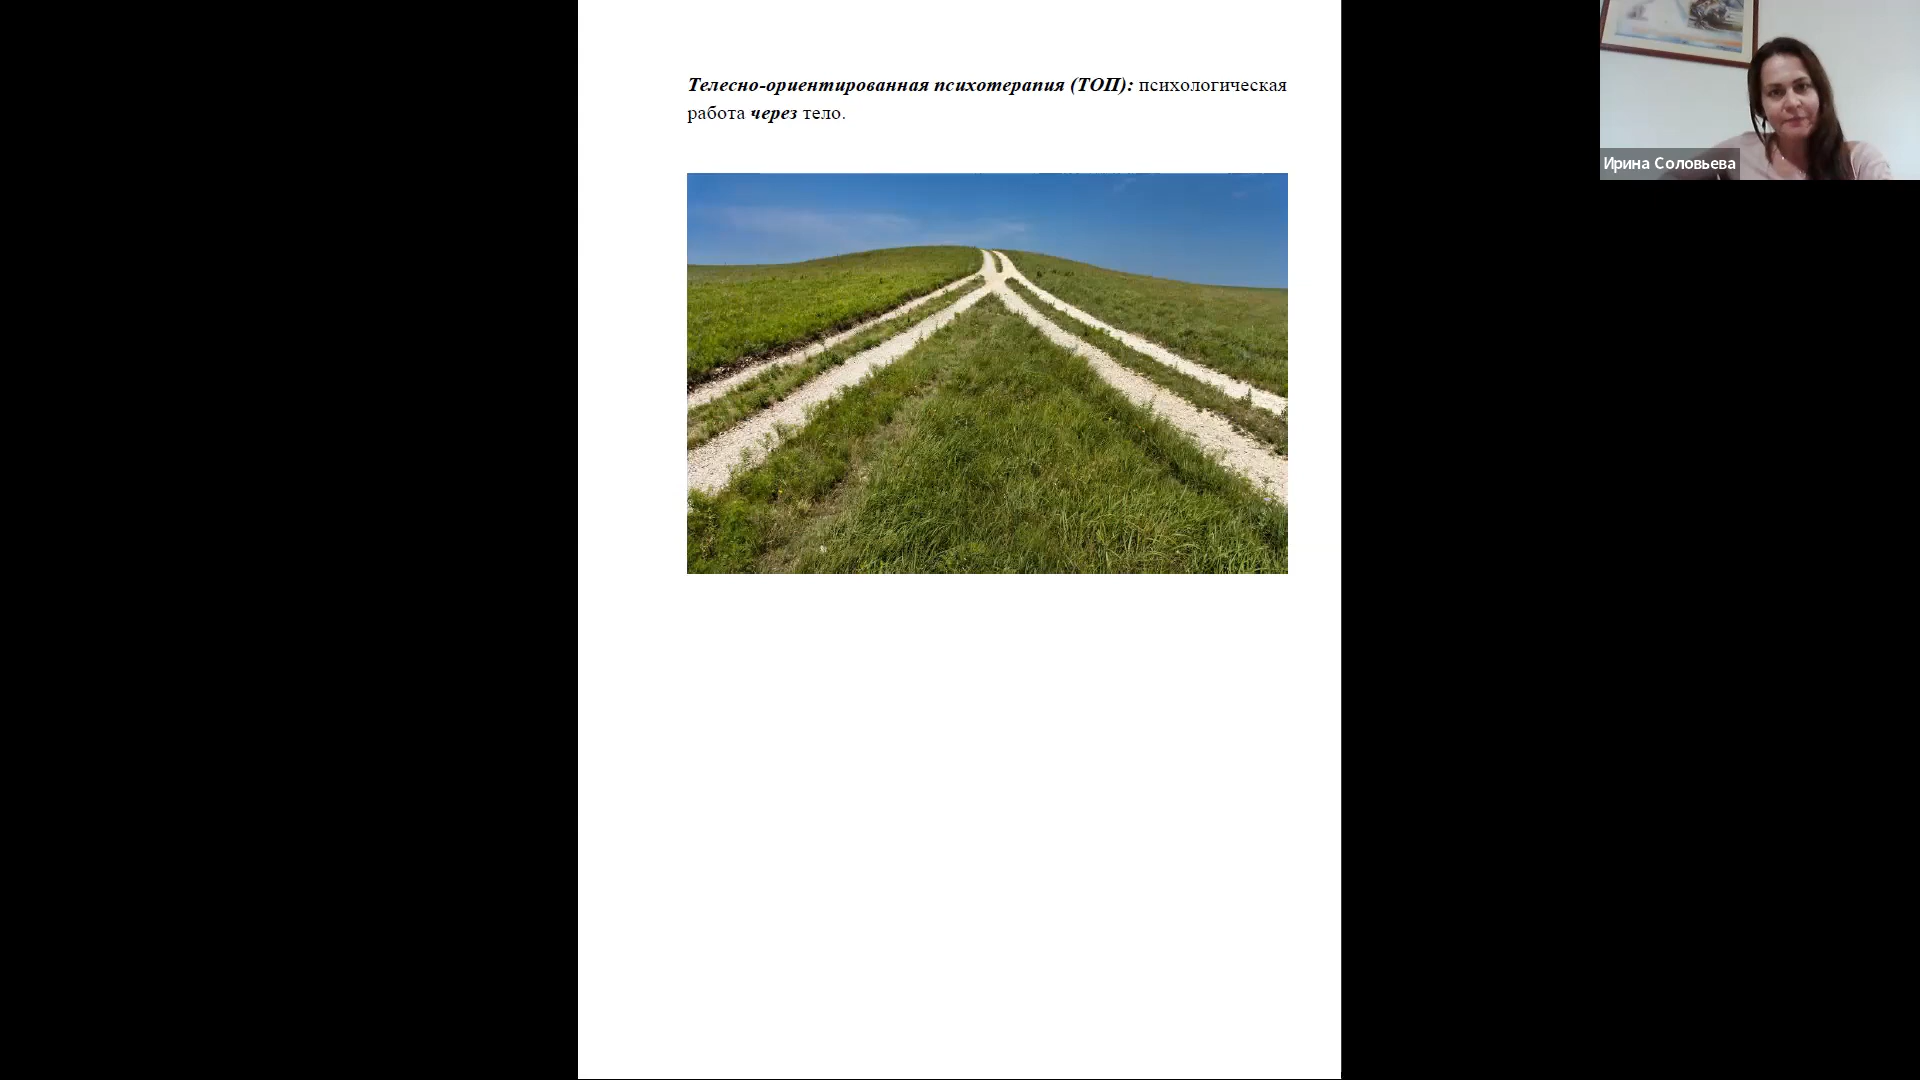 Телесно-ориентированная психотерапия (ТОП): психологическая
работа через тело.
Ирина Соловьева